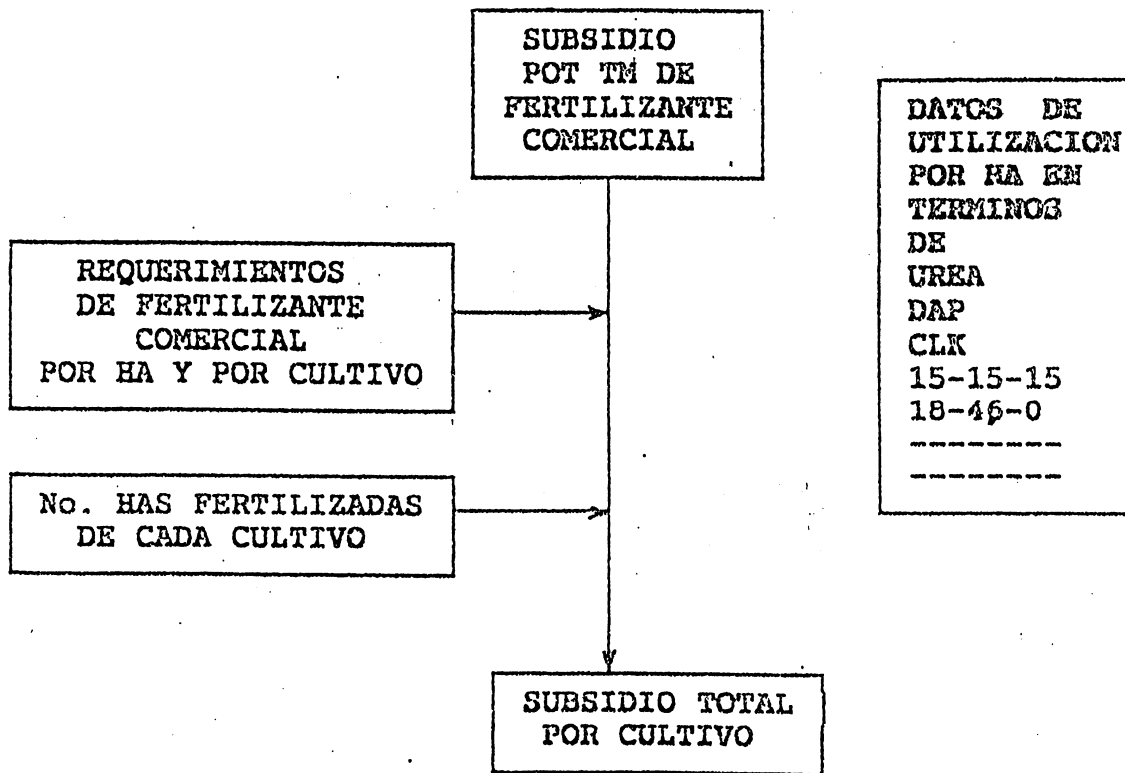 SUBSIDIO
POT TM DE
FERTILIZANTE
COMERCIAL
DATOS DE
UTILIZACION
POR HA EN
TERMINOS
DE
UREA
DAP
CLK
15-15-15
18-46-0
--------
--------
REQUERIMIENTOS
DE FERTILIZANTE
COMERCIAL
POR HA Y POR CULTIVO
No. HAS FERTILIZADAS
DE CADA CULTIVO
SUBSIDIO TOTAL
POR CULTIVO